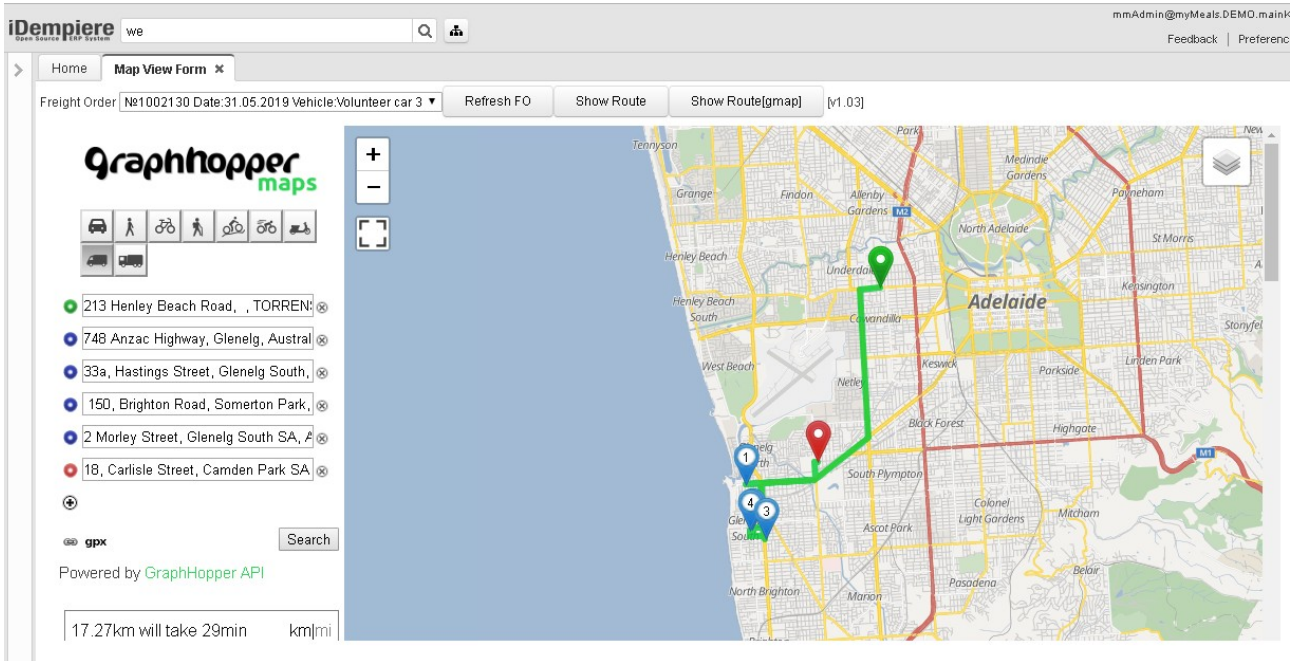 mmAdmin@myMeals.DEMO.mainK
iDempiere
Open Source ERP System
we
Feedback | Preferenc
Home
Map View Form
Freight Order №1002130 Date:31.05.2019 Vehicle:Volunteer car 3 Refresh FO Show Route Show Route[gmap] [v1.03]
graphhopper
maps
213 Henley Beach Road, , TORREN
748 Anzac Highway, Glenelg, Austral
33a, Hastings Street, Glenelg South,
150, Brighton Road, Somerton Park,
2 Morley Street, Glenelg South SA, A
18, Carlisle Street, Camden Park SA
gpx
Search
Powered by GraphHopper API
17.27km will take 29min km|mi
+
−
Tennyson
Park
New
Medindie
Gardens
Grange
Findon
Allenby
Gardens
M2
Payneham
North Adelaide
St Morris
Henley Beach
Underda
Kensington
Henley Beach
South
Adelaide
Cowandilla
Stonyfel
West Beach
Keswick
Parkside
Linden Park
Netley
Black Forest
Highgate
M1
1
South Plympton
4
3
Colonel
Light Gardens
Mitcham
Ascot Park
Belair
Pasadena
North Brighton
Marion